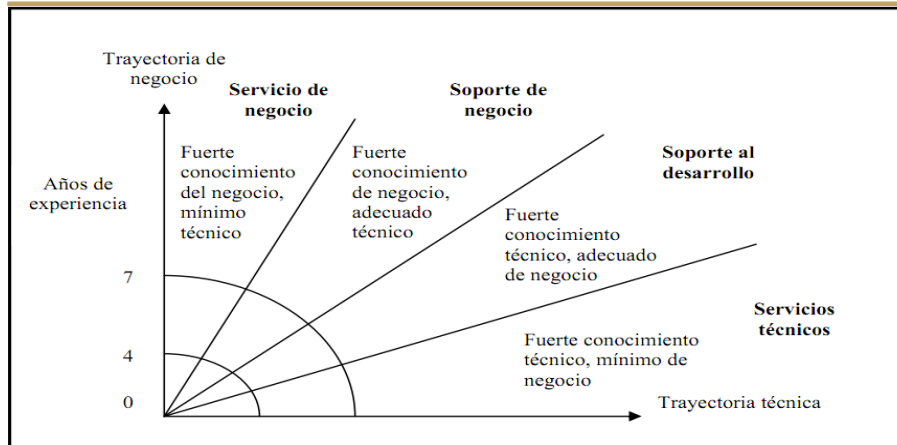 Trayectoria de
negocio
Servicio de
negocio
Soporte de
negocio
Soporte al
desarrollo
Servicios
técnicos
Fuerte
conocimiento
del negocio,
mínimo
técnico
Fuerte
conocimiento
de negocio,
adecuado
técnico
Fuerte
conocimiento
técnico, adecuado
de negocio
Fuerte conocimiento
técnico, mínimo de
negocio
Años de
experiencia
7
4
0
Trayectoria técnica